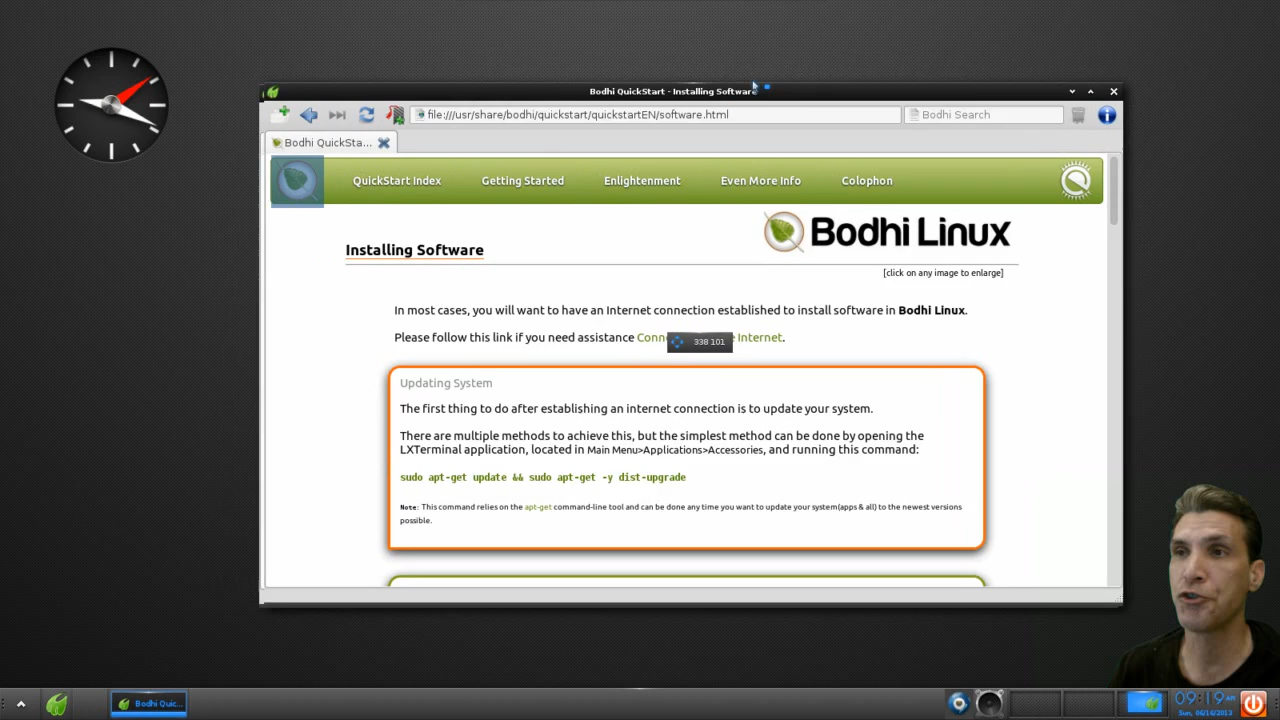 Bodhi QuickStart - Installing Software
file:///usr/share/bodhi/quickstart/quickstartEN/software.html
Bodhi Search
Bodhi QuickSta...
QuickStart Index
Getting Started
Enlightenment
Even More Info
Colophon
Bodhi Linux
Installing Software
[click on any image to enlarge]
In most cases, you will want to have an Internet connection established to install software in Bodhi Linux.
Please follow this link if you need assistance Internet.
338 101
Updating System
The first thing to do after establishing an internet connection is to update your system.
There are multiple methods to achieve this, but the simplest method can be done by opening the
LXTerminal application, located in Main Menu>Applications>Accessories, and running this command:
sudo apt-get update && sudo apt-get -y dist-upgrade
Note: This command relies on the apt-get command-line tool and can be done any time you want to update your system(apps & all) to the newest versions
possible.
Bodhi Quic...
09:19 AM
Sun, 06/16/2013